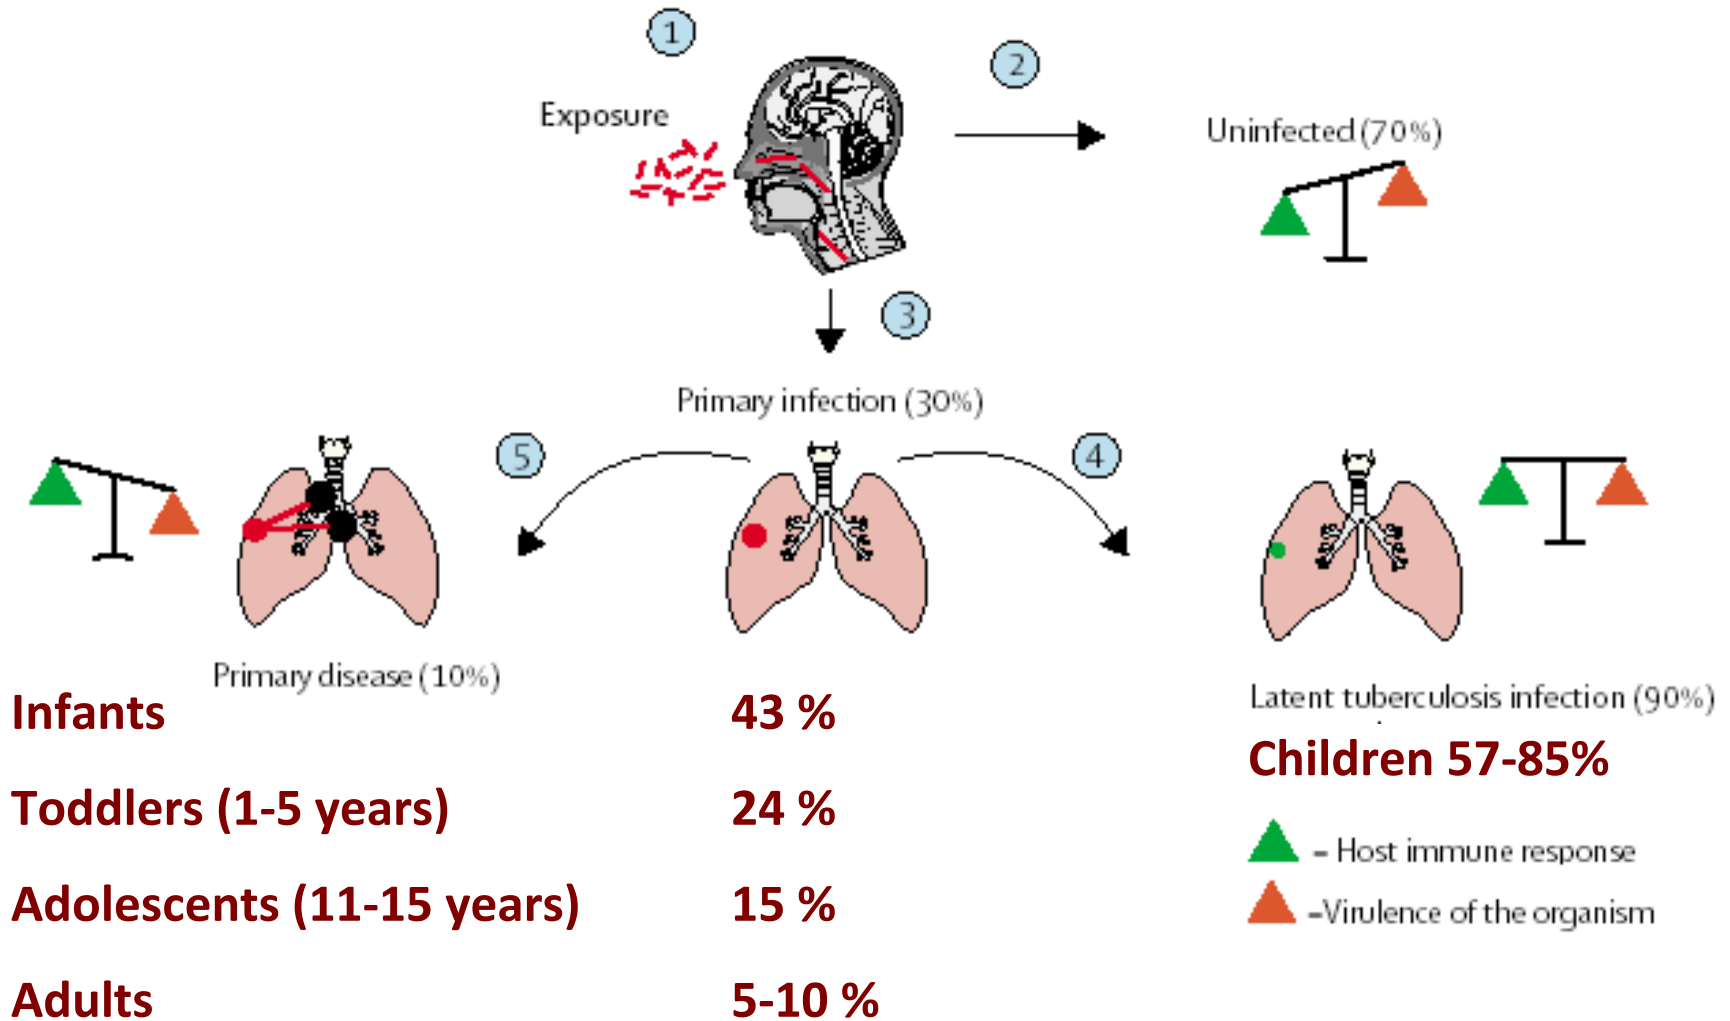 1
2
Exposure
Uninfected (70%)
3
Primary infection (30%)
5
4
Primary disease (10%)
Latent tuberculosis infection (90%)
Infants 43 %
Children 57-85%
Toddlers (1-5 years) 24 %
= Host immune response
Adolescents (11-15 years) 15 %
=Virulence of the organism
Adults 5-10 %